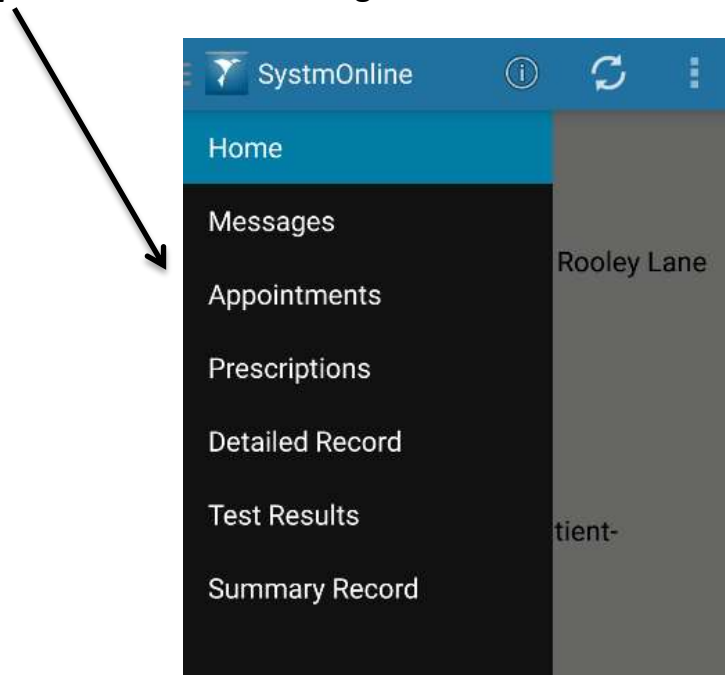 SystmOnline
Home
Messages
Rooley Lane
Appointments
Prescriptions
Detailed Record
Test Results
tient-
Summary Record